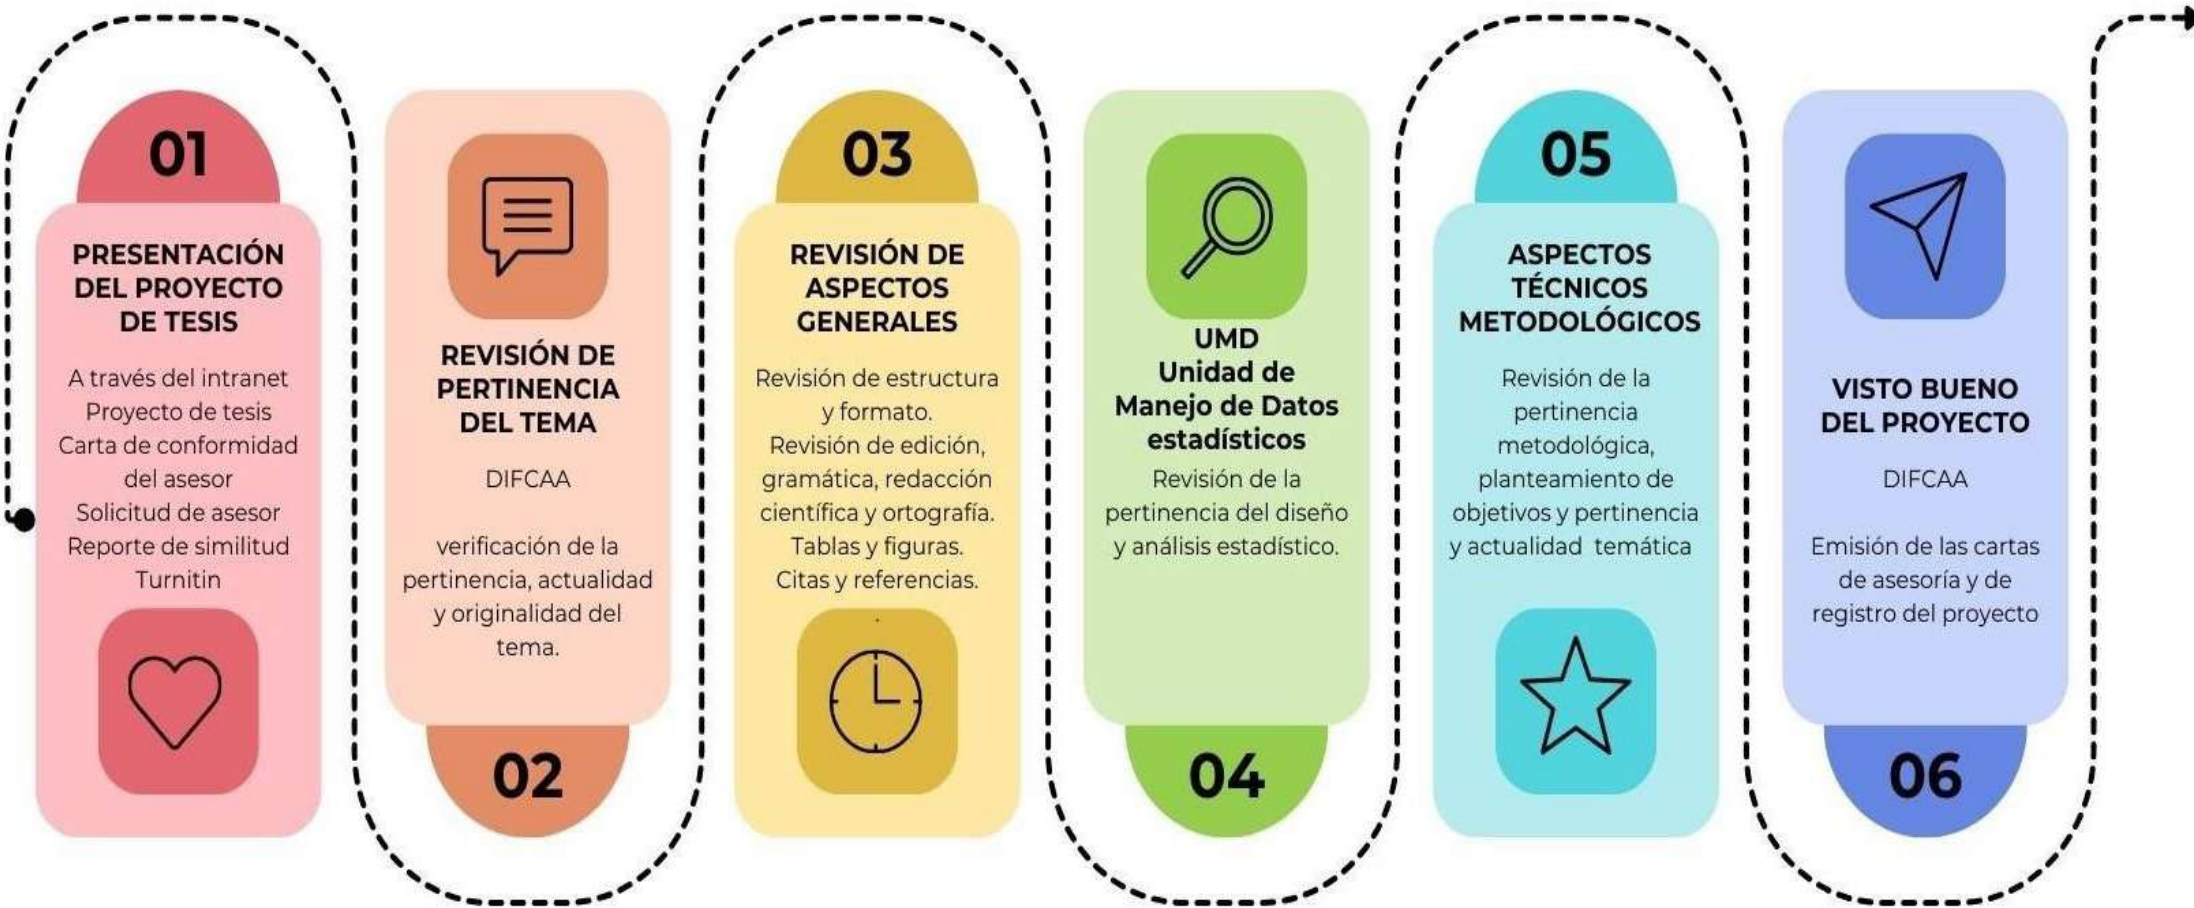 01
PRESENTACIÓN
DEL PROYECTO
DE TESIS
A través del intranet
Proyecto de tesis
Carta de conformidad
del asesor
Solicitud de asesor
Reporte de similitud
Turnitin
REVISIÓN DE
PERTINENCIA
DEL TEMA
DIFCAA
verificación de la
pertinencia, actualidad
y originalidad del
tema.
02
03
REVISIÓN DE
ASPECTOS
GENERALES
Revisión de estructura
y formato.
Revisión de edición,
gramática, redacción
científica y ortografía.
Tablas y figuras.
Citas y referencias.
.
UMD
Unidad de
Manejo de Datos
estadísticos
Revisión de la
pertinencia del diseño
y análisis estadístico.
04
05
ASPECTOS
TÉCNICOS
METODOLÓGICOS
Revisión de la
pertinencia
metodológica,
planteamiento de
objetivos y pertinencia
y actualidad temática
VISTO BUENO
DEL PROYECTO
DIFCAA
Emisión de las cartas
de asesoría y de
registro del proyecto
06